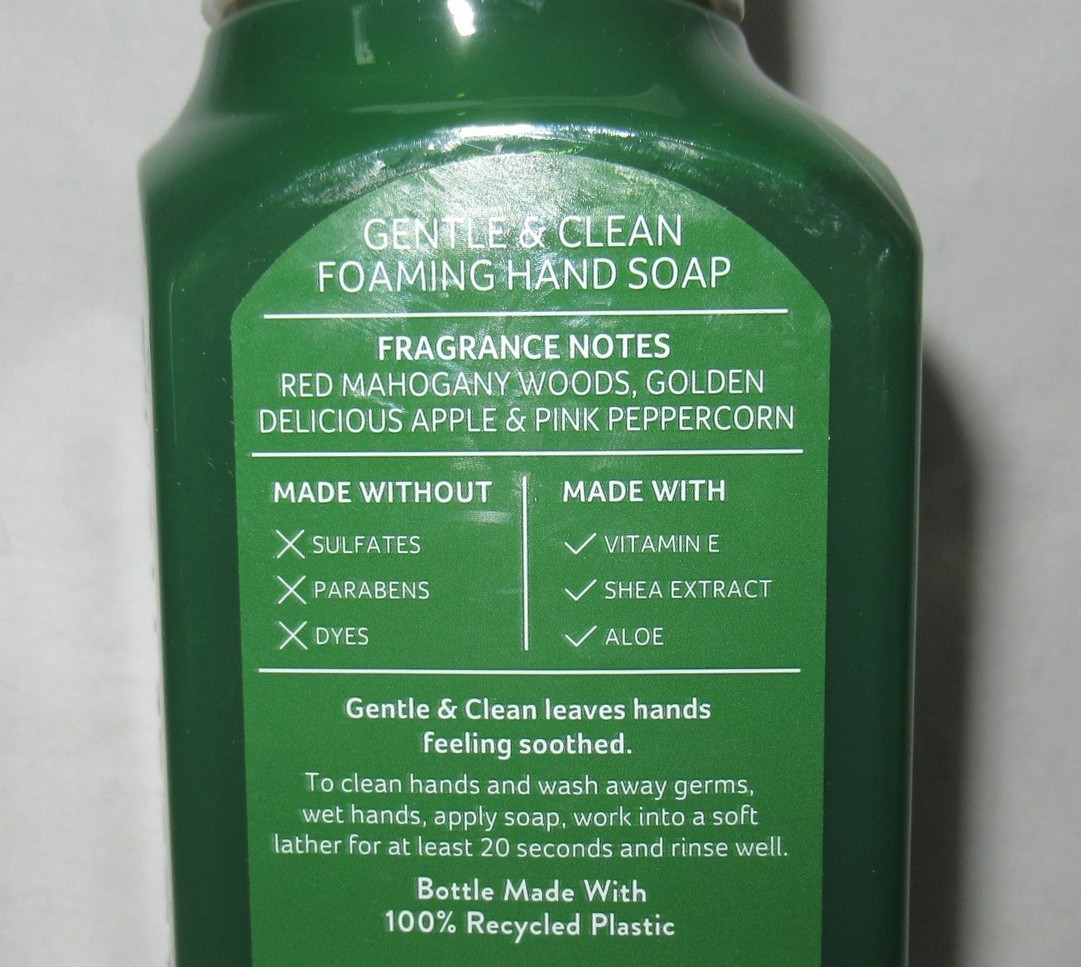 GENTLE & CLEAN
FOAMING HAND SOAP
FRAGRANCE NOTES
RED MAHOGANY WOODS, GOLDEN
DELICIOUS APPLE & PINK PEPPERCORN
MADE WITHOUT
SULFATES
PARABENS
DYES
MADE WITH
VITAMIN E
SHEA EXTRACT
ALOE
Gentle & Clean leaves hands
feeling soothed.
To clean hands and wash away germs,
wet hands, apply soap, work into a soft
lather for at least 20 seconds and rinse well.
Bottle Made With
100% Recycled Plastic